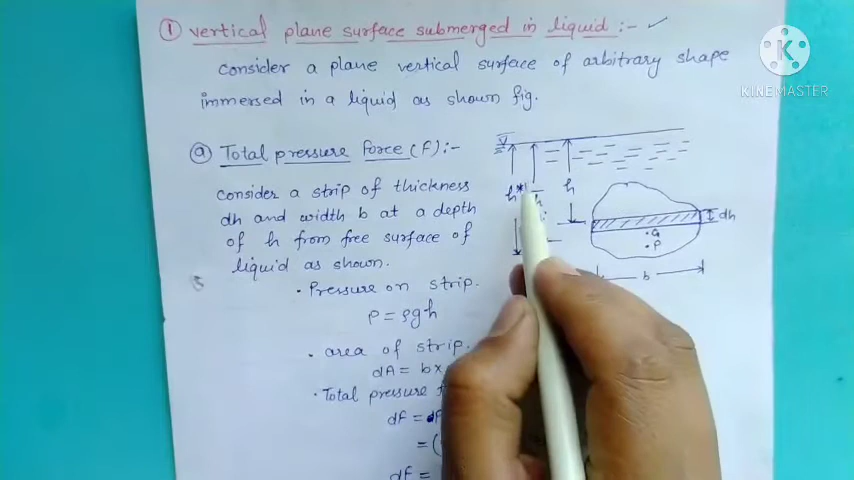 ① vertical plane surface submerged in liquid :- ✓
consider a plane vertical surface of arbitrary shape
immersed in a liquid as shown fig.
ⓐ Total pressure force (F) :-
consider a strip of thickness
dh and width b at a depth
of h from free surface of
liquid as shown.
• Pressure on strip.
P = ρgh
• area of strip.
dA = b×
• Total pressure
dF =
= (
dF =
h* h̄ h
dh
G
P
b
K
KINEMASTER